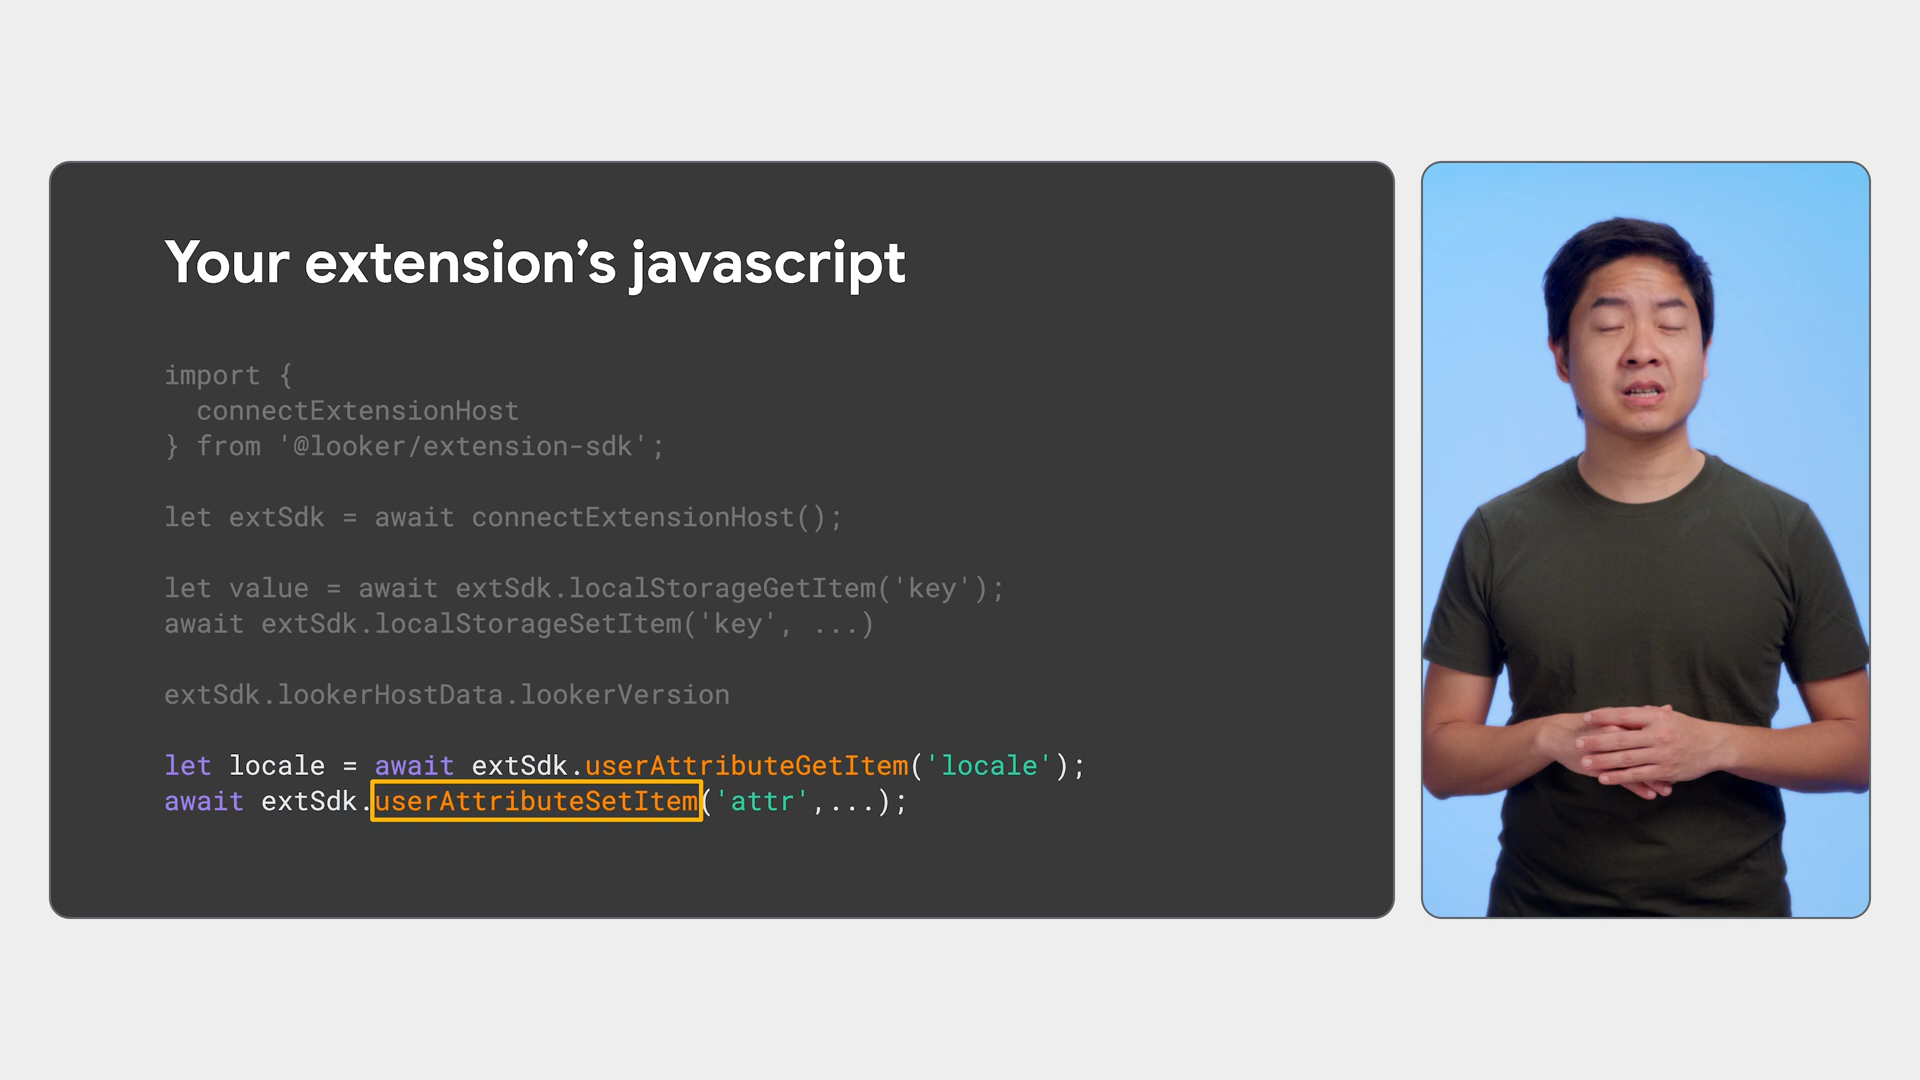 Your extension’s javascript
import {
  connectExtensionHost
} from '@looker/extension-sdk';
let extSdk = await connectExtensionHost();
let value = await extSdk.localStorageGetItem('key');
await extSdk.localStorageSetItem('key', ...)
extSdk.lookerHostData.lookerVersion
let locale = await extSdk.userAttributeGetItem('locale');
await extSdk.userAttributeSetItem('attr',...);